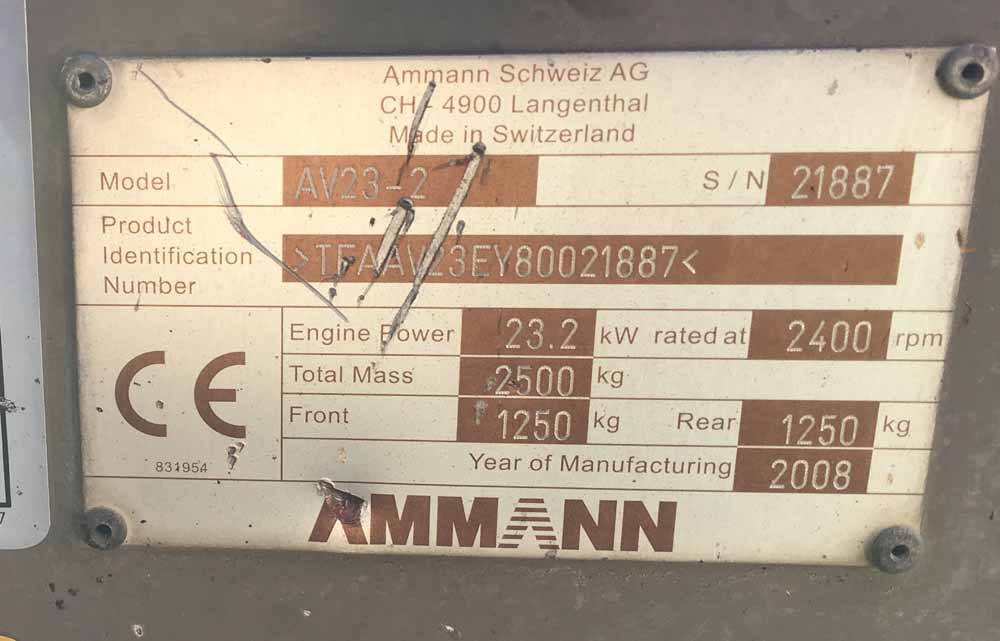 Ammann Schweiz AG
CH - 4900 Langenthal
Made in Switzerland
Model AV23-2 S / N 21887
Product
Identification
Number
>TFAAV23EY80021887<
Engine Power 23.2 kW rated at 2400 rpm
Total Mass 2500 kg
Front 1250 kg Rear 1250 kg
Year of Manufacturing 2008
CE
831954
AMMANN
7